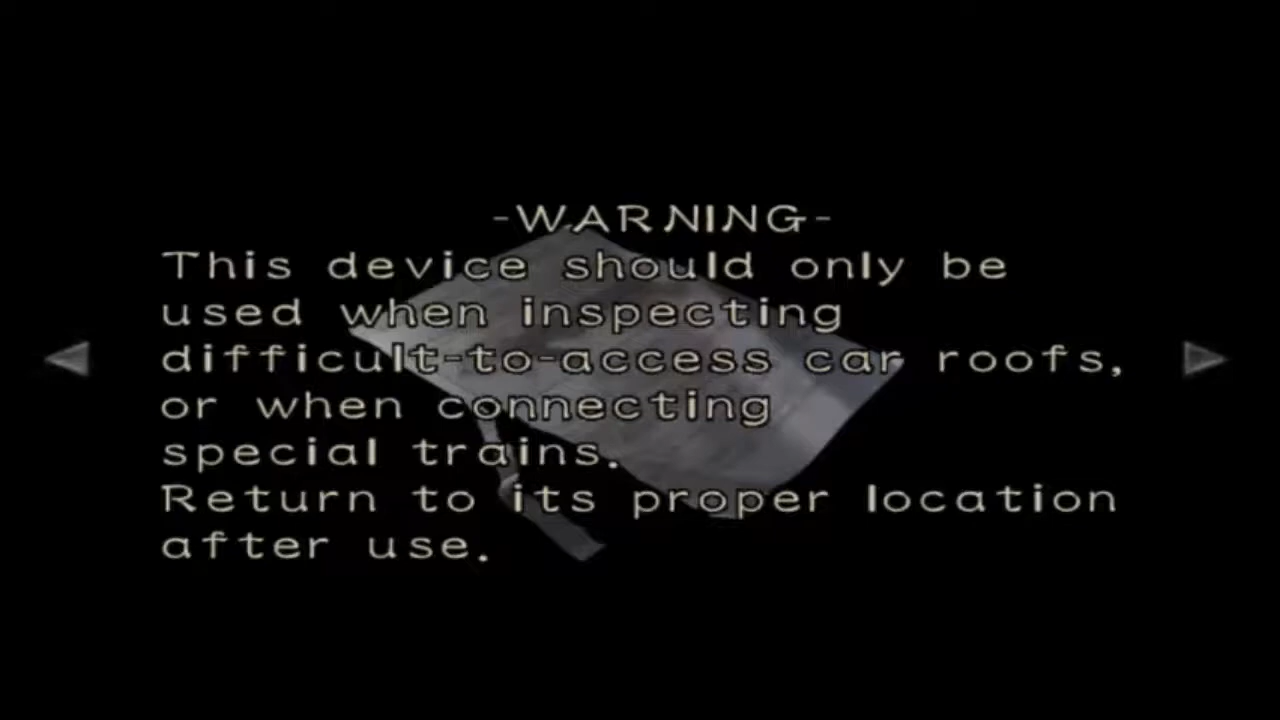 -WARNING-
This device should only be
used when inspecting
difficult-to-access car roofs,
or when connecting
special trains.
Return to its proper location
after use.